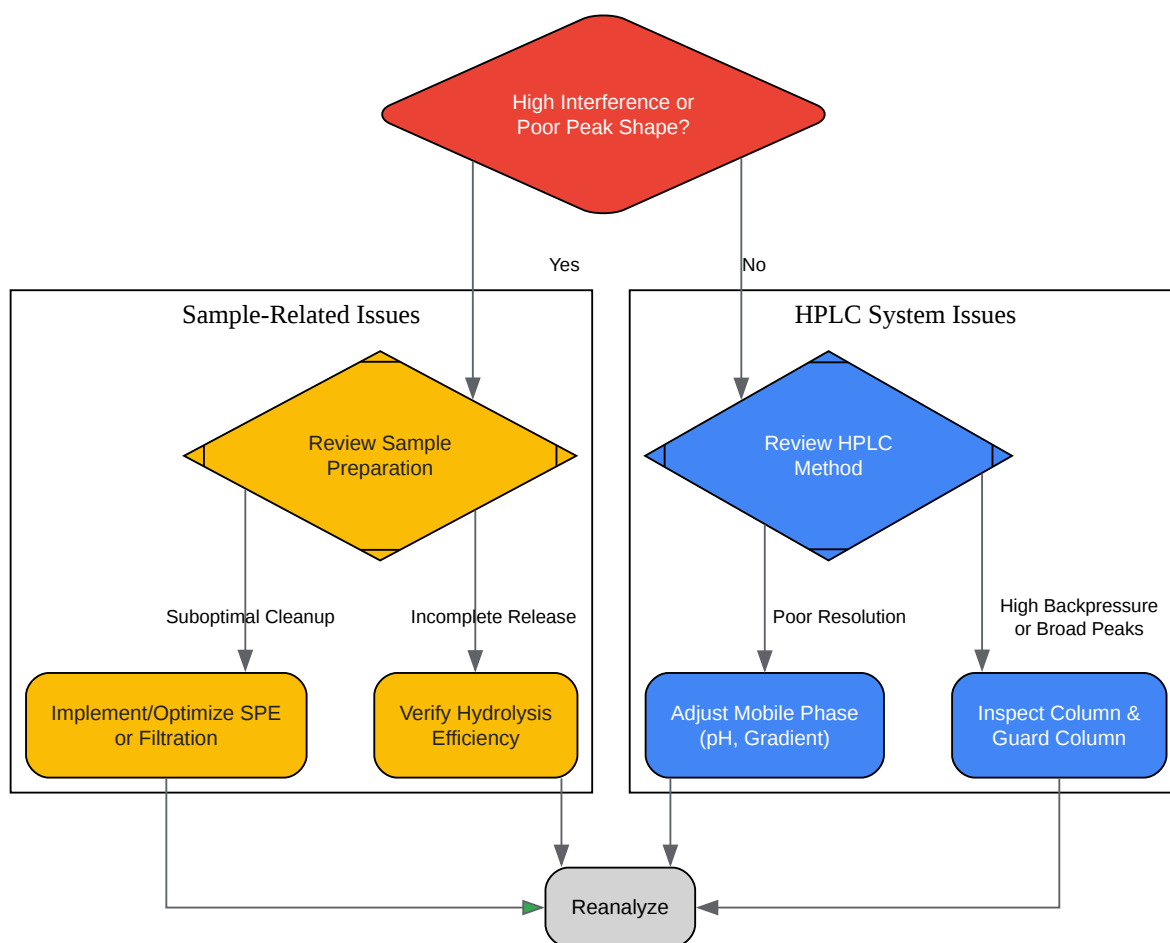 High Interference or
Poor Peak Shape?
Yes
No
Sample-Related Issues
HPLC System Issues
Review Sample
Preparation
Review HPLC
Method
Suboptimal Cleanup
Incomplete Release
Poor Resolution
High Backpressure
or Broad Peaks
Implement/Optimize SPE
or Filtration
Verify Hydrolysis
Efficiency
Adjust Mobile Phase
(pH, Gradient)
Inspect Column &
Guard Column
Reanalyze